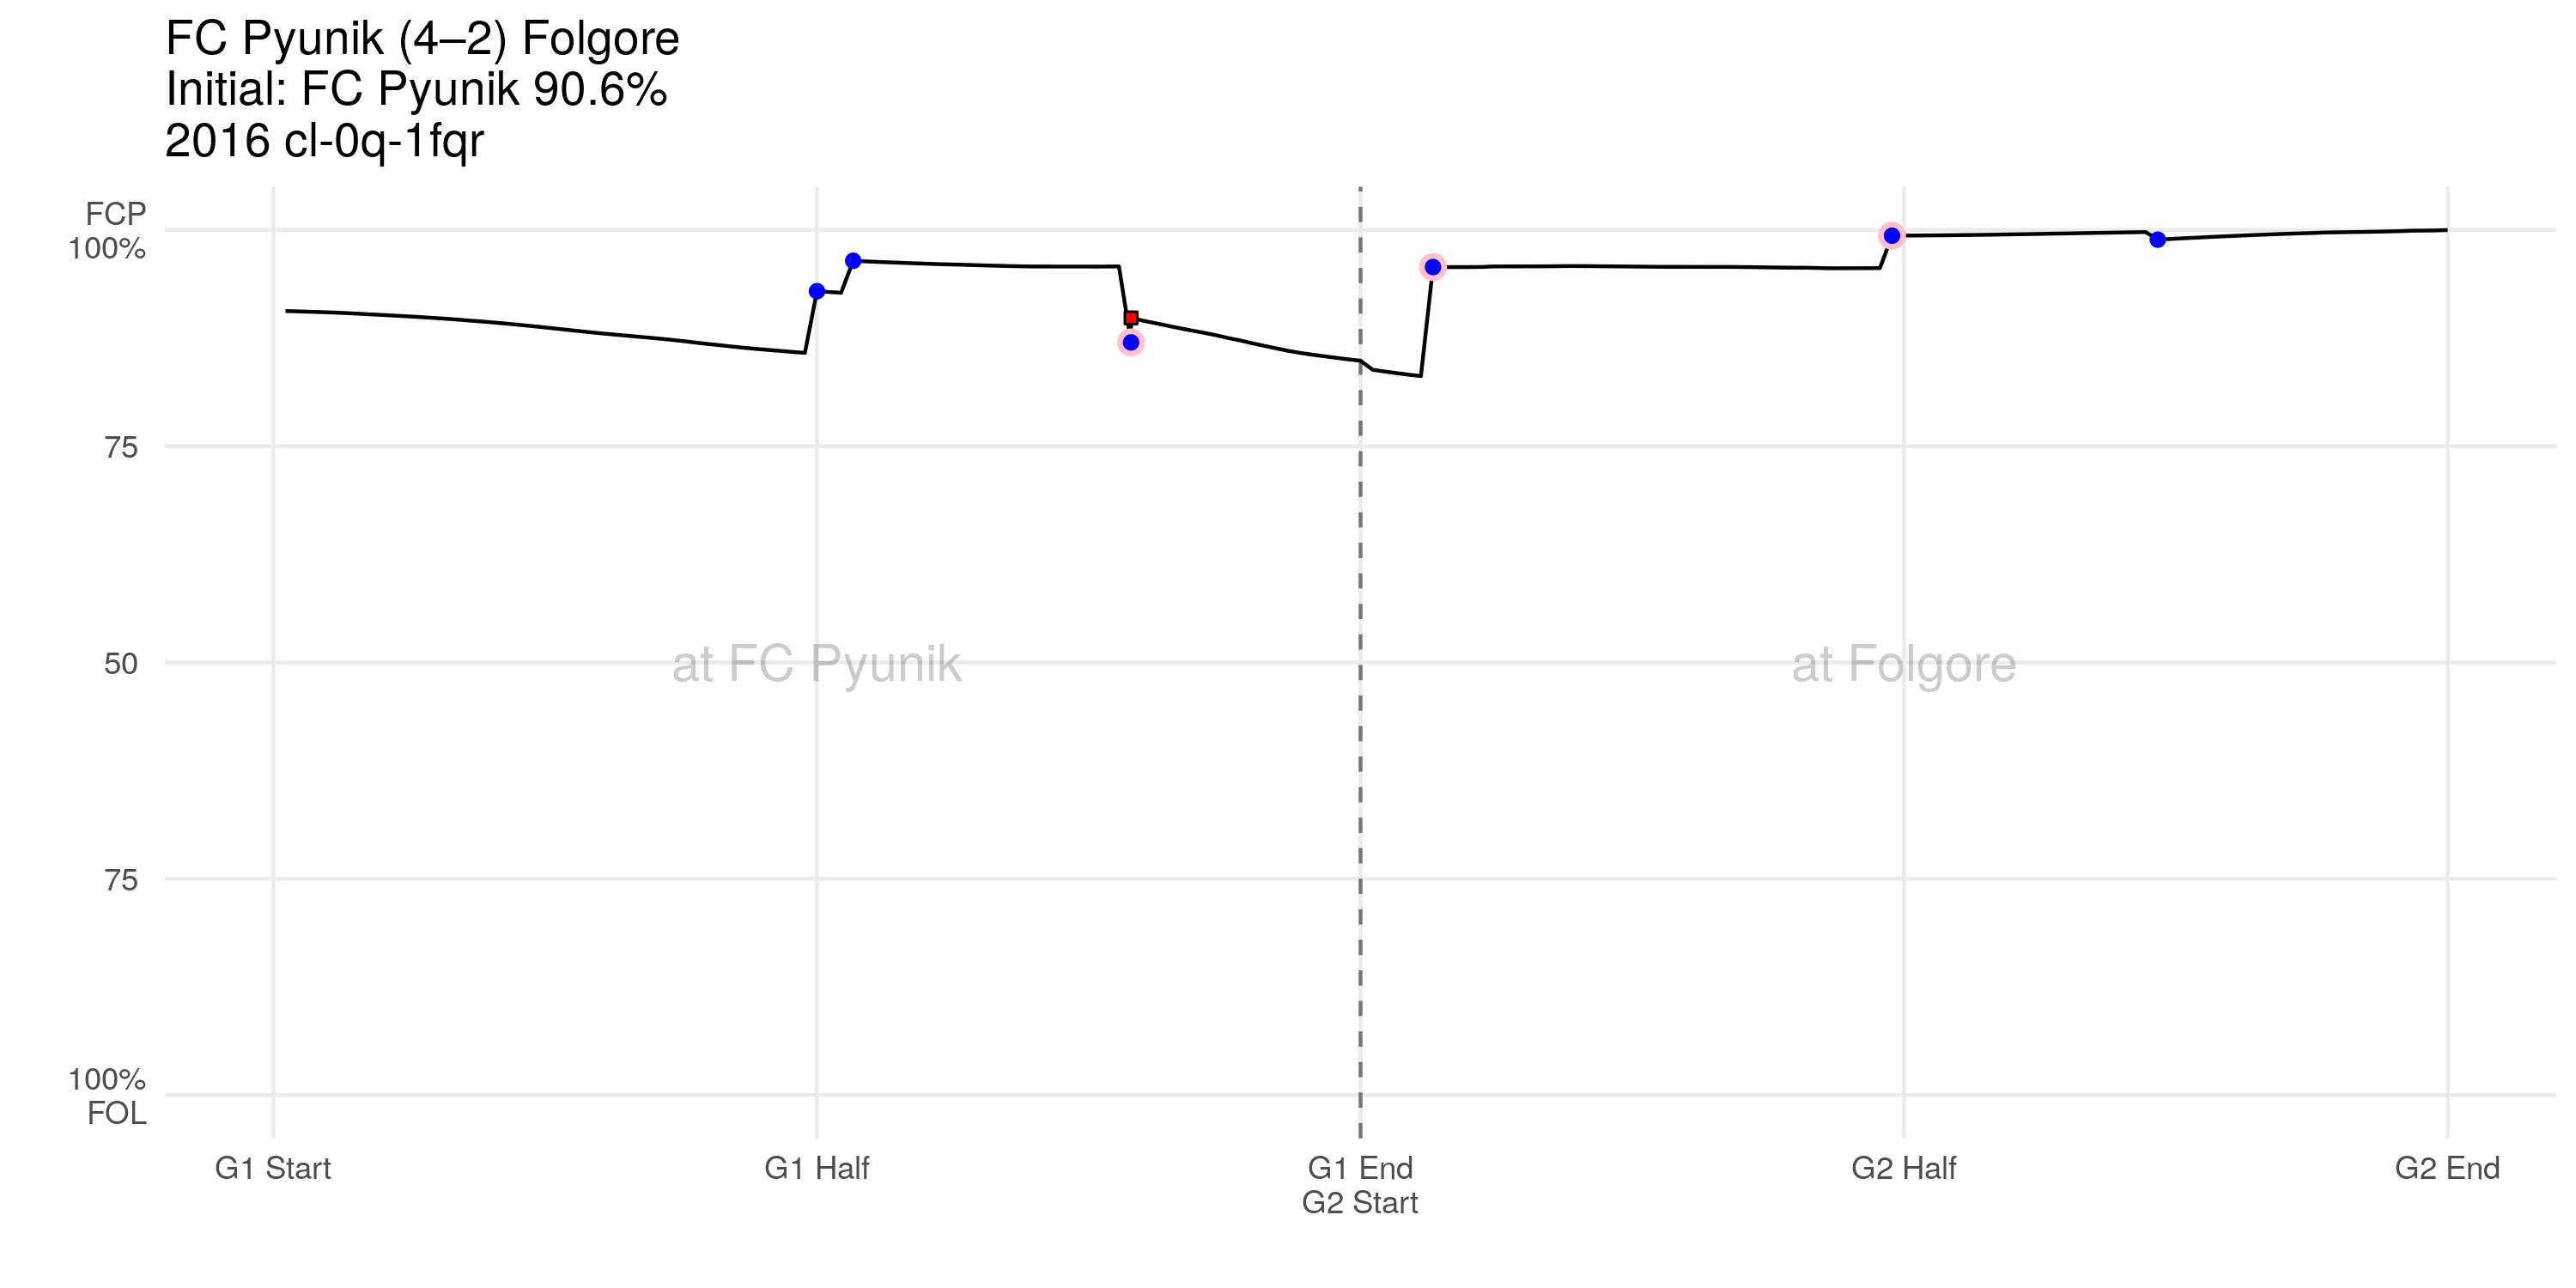 FC Pyunik (4–2) Folgore
Initial: FC Pyunik 90.6%
2016 cl-0q-1fqr
FCP
100%
75
50
75
100%
FOL
at FC Pyunik
at Folgore
G1 Start
G1 Half
G1 End
G2 Start
G2 Half
G2 End